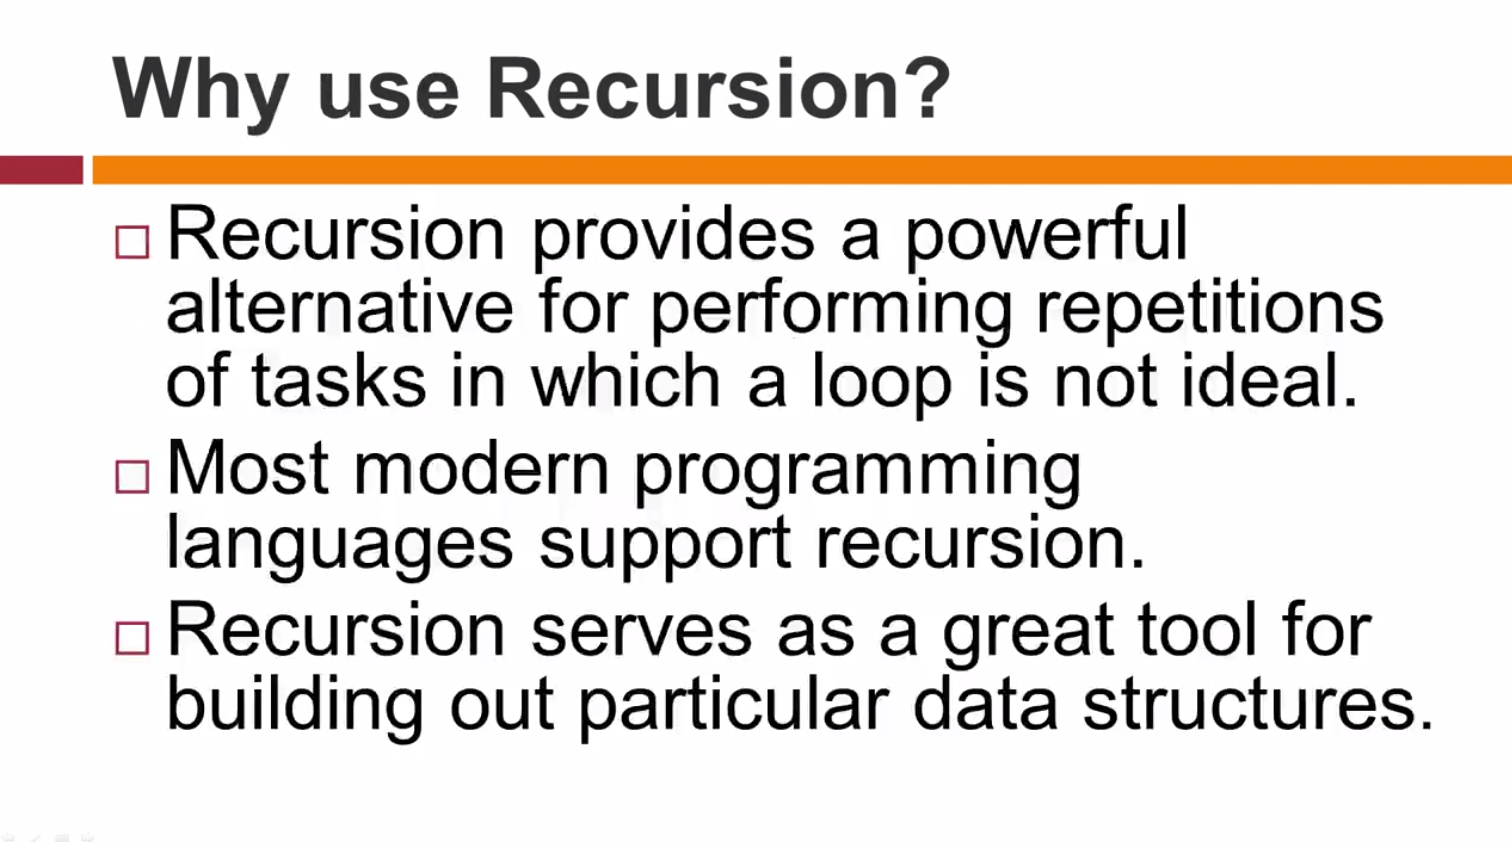 Why use Recursion?
Recursion provides a powerful
alternative for performing repetitions
of tasks in which a loop is not ideal.
Most modern programming
languages support recursion.
Recursion serves as a great tool for
building out particular data structures.